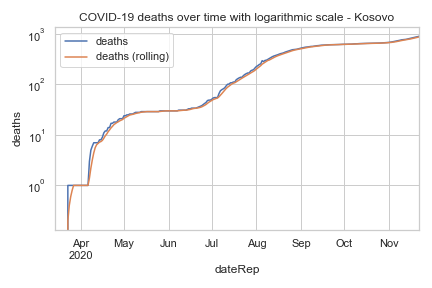 COVID-19 deaths over time with logarithmic scale - Kosovo
deaths
deaths (rolling)
10³
10²
10¹
10⁰
deaths
Apr May Jun Jul Aug Sep Oct Nov
2020
dateRep